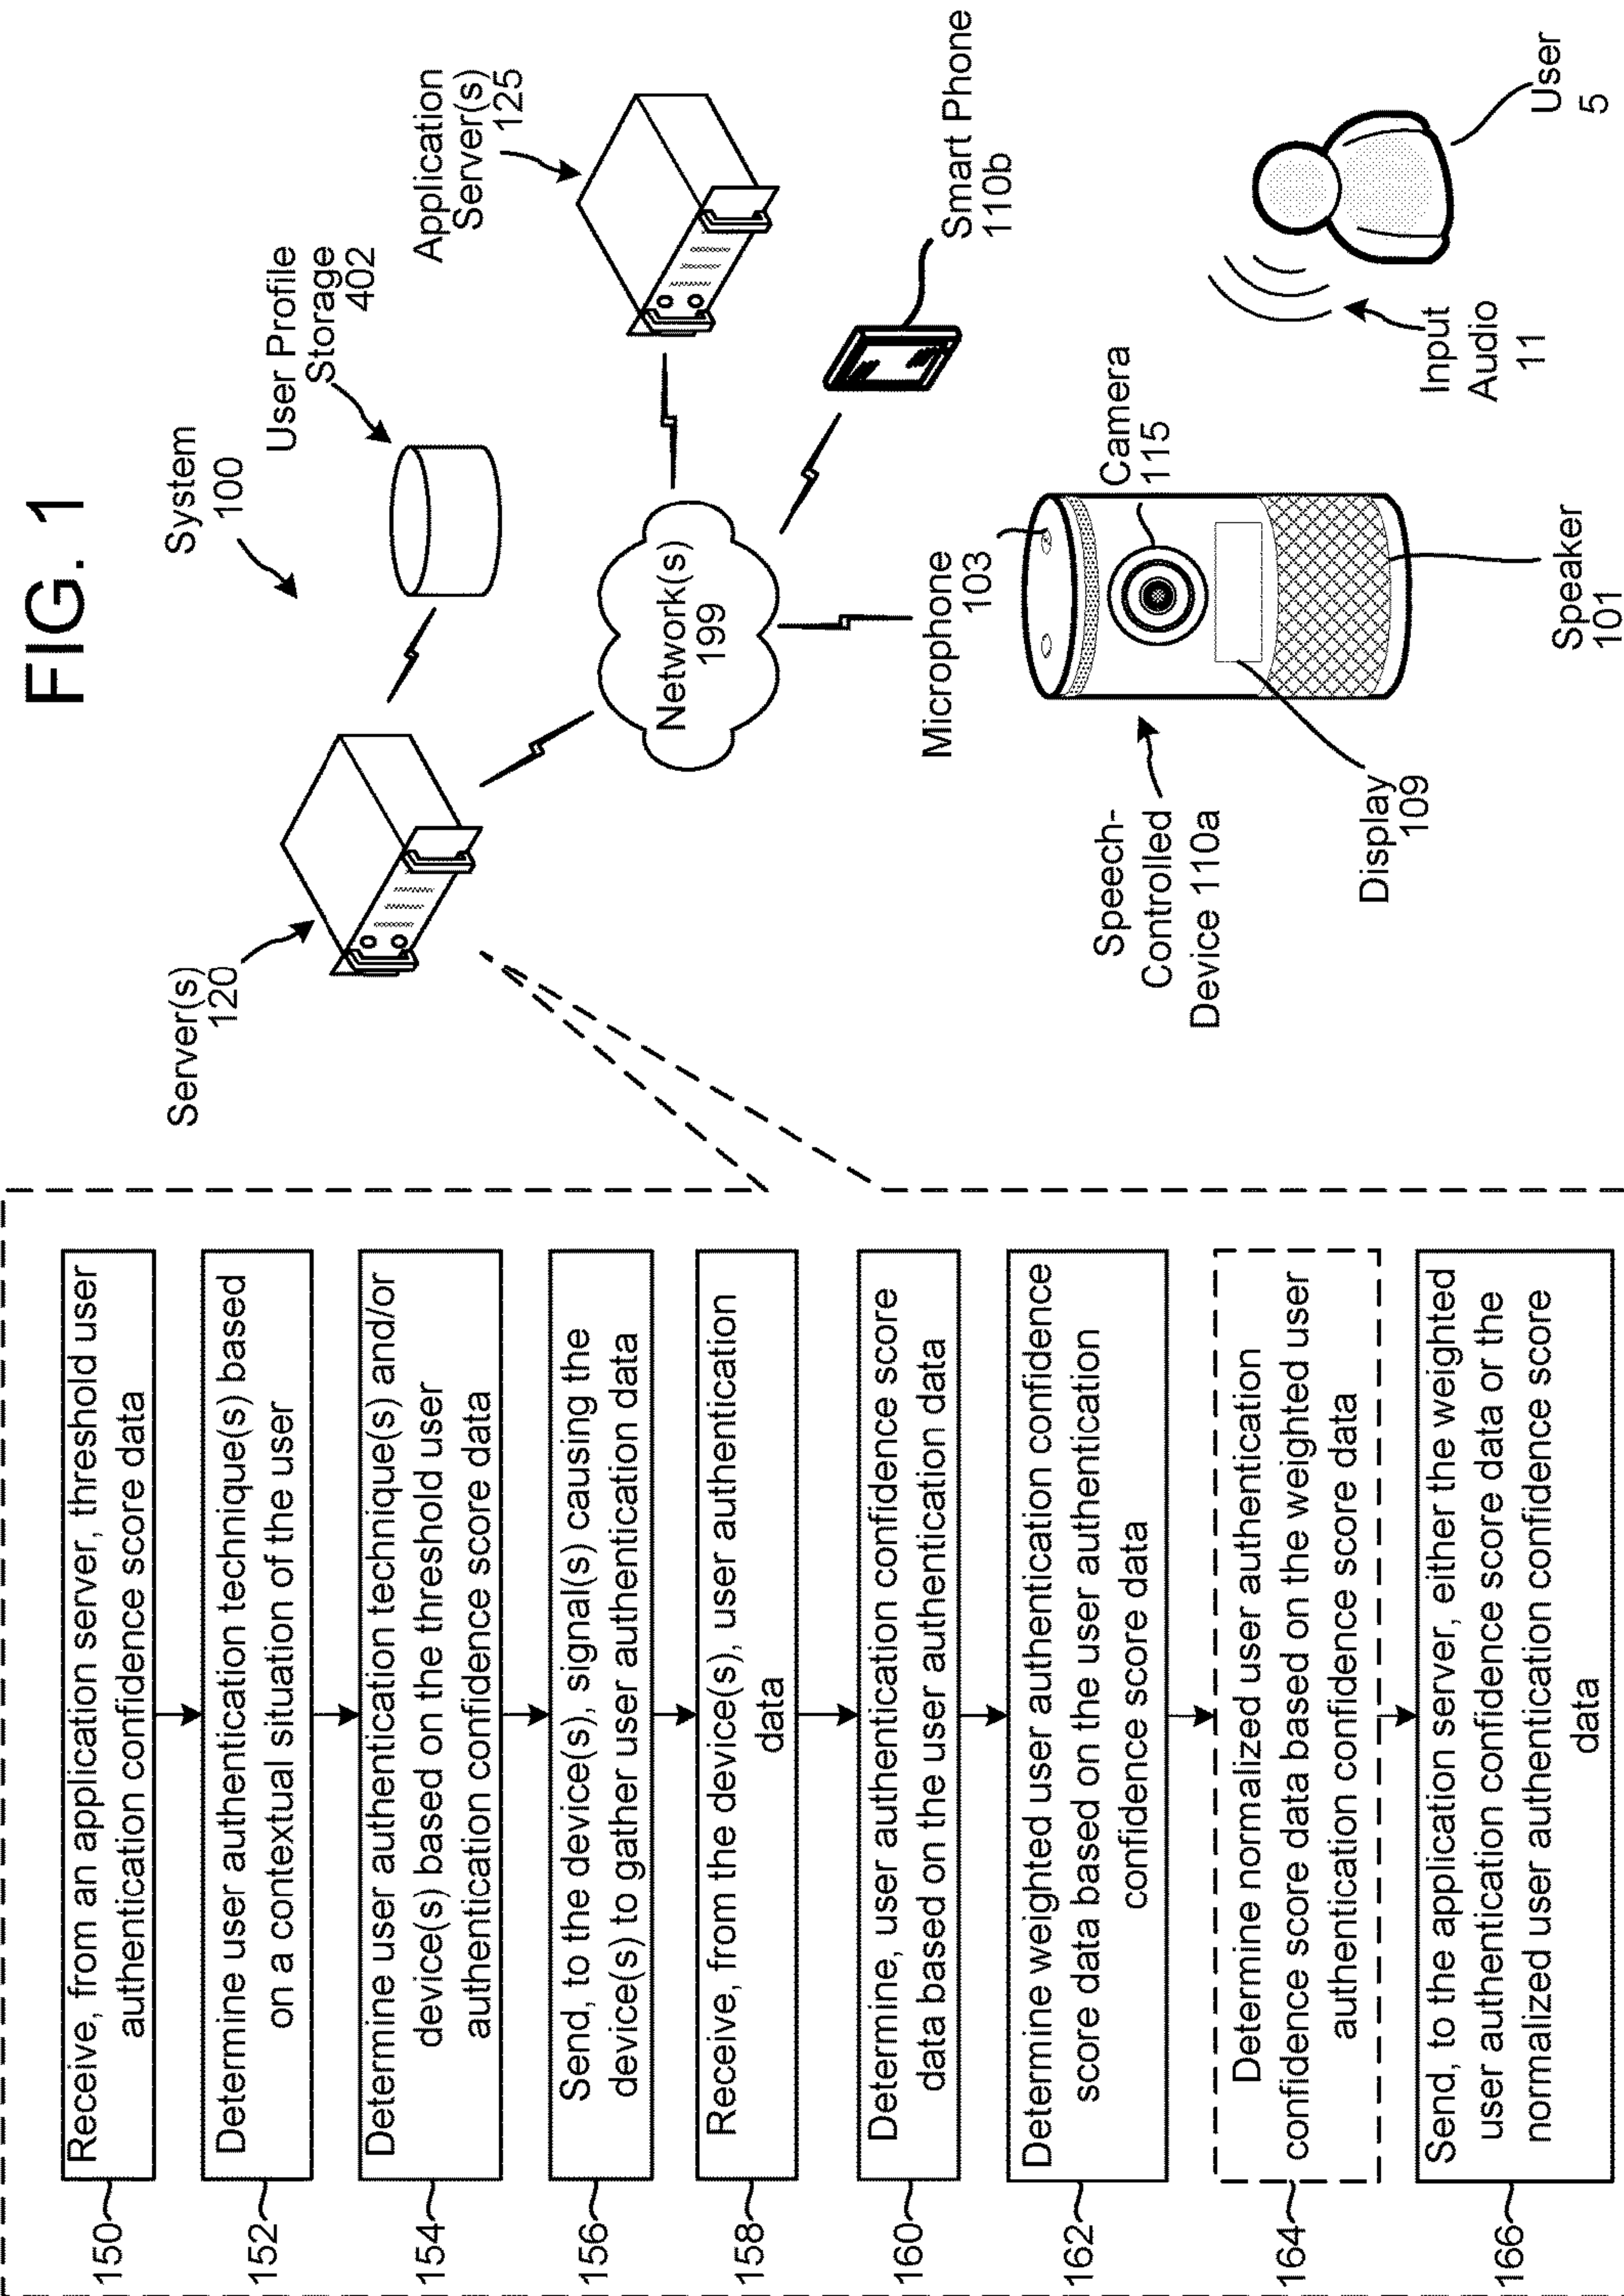 FIG. 1
System
100
Server(s)
120
User Profile
Storage
402
Application
Server(s)
125
Network(s)
199
Smart Phone
110b
Microphone
103
Camera
115
Speech-
Controlled
Device 110a
Display
109
Speaker
101
Input
Audio
11
User
5
150
Receive, from an application server, threshold user
authentication confidence score data
152
Determine user authentication technique(s) based
on a contextual situation of the user
154
Determine user authentication technique(s) and/or
device(s) based on the threshold user
authentication confidence score data
156
Send, to the device(s), signal(s) causing the
device(s) to gather user authentication data
158
Receive, from the device(s), user authentication
data
160
Determine, user authentication confidence score
data based on the user authentication data
162
Determine weighted user authentication confidence
score data based on the user authentication
confidence score data
164
Determine normalized user authentication
confidence score data based on the weighted user
authentication confidence score data
166
Send, to the application server, either the weighted
user authentication confidence score data or the
normalized user authentication confidence score
data